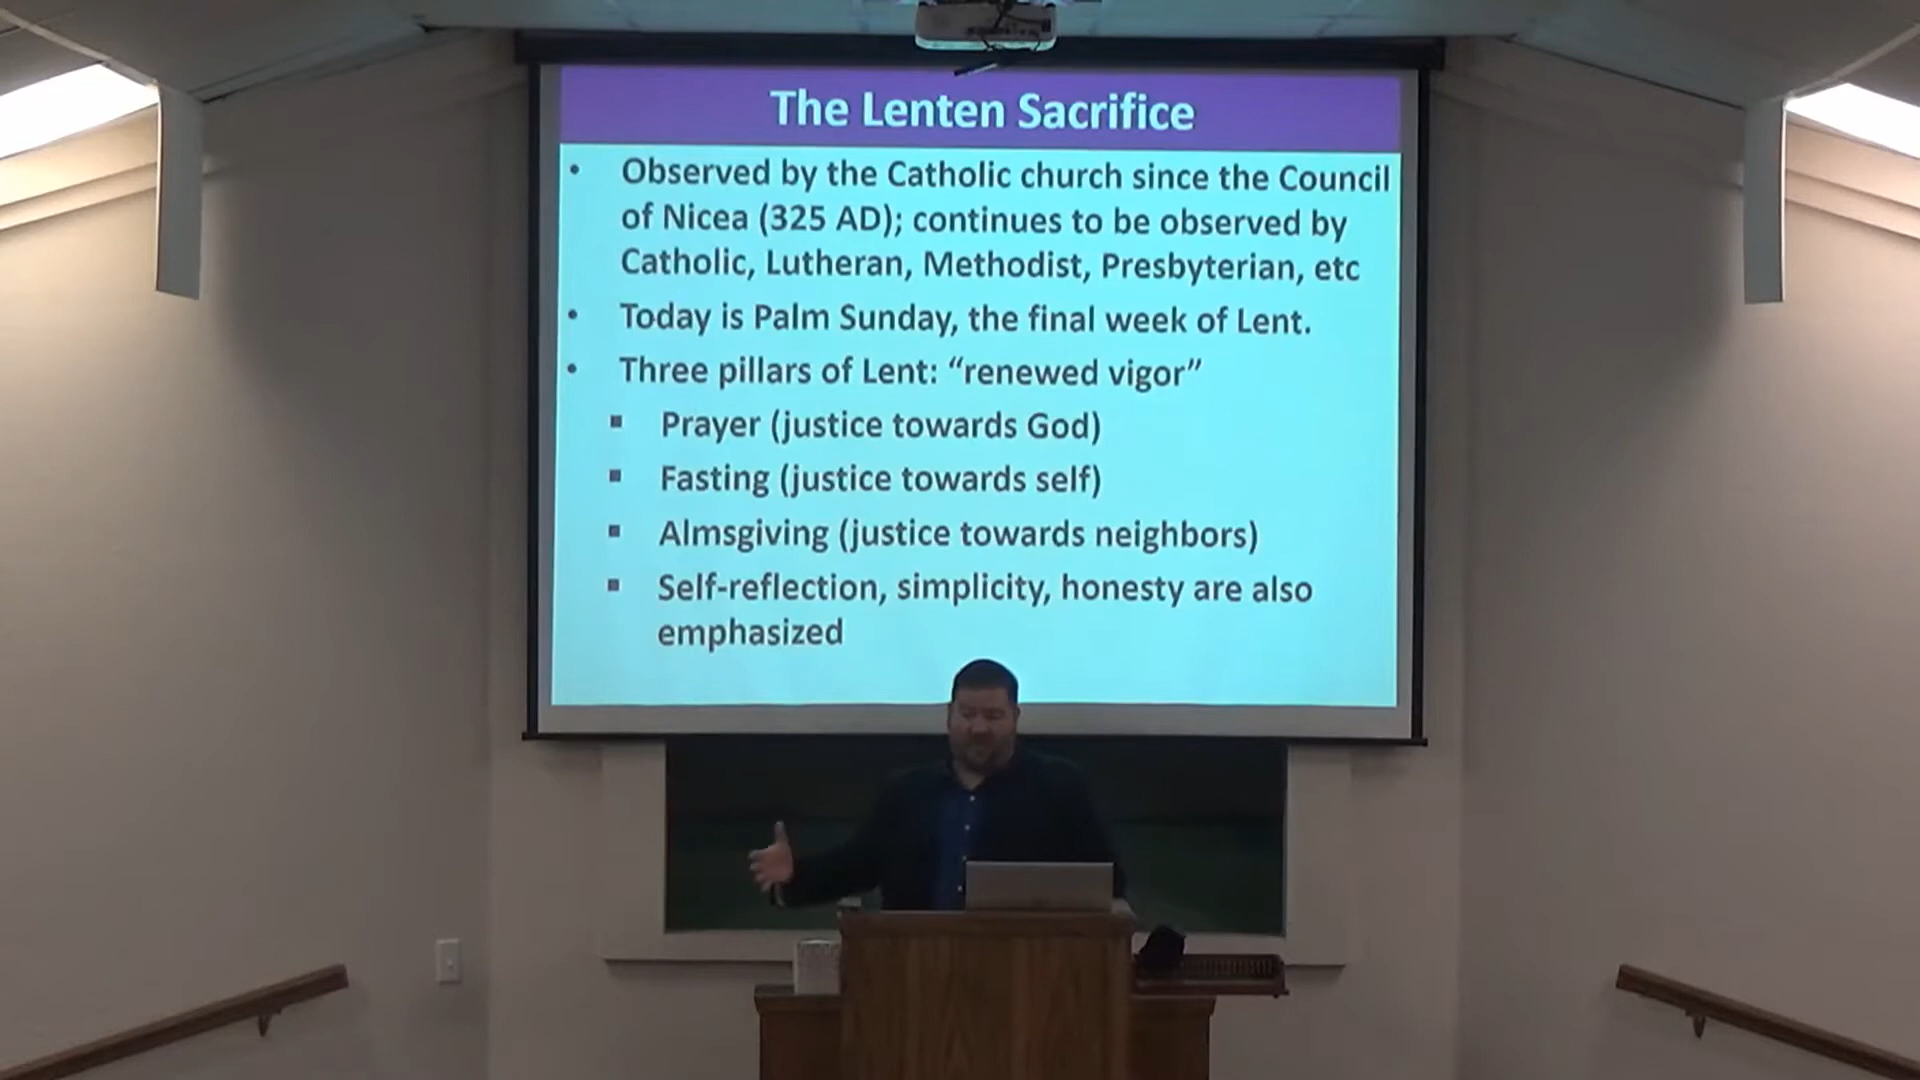 The Lenten Sacrifice
• Observed by the Catholic church since the Council
of Nicea (325 AD); continues to be observed by
Catholic, Lutheran, Methodist, Presbyterian, etc
• Today is Palm Sunday, the final week of Lent.
• Three pillars of Lent: “renewed vigor”
▪ Prayer (justice towards God)
▪ Fasting (justice towards self)
▪ Almsgiving (justice towards neighbors)
▪ Self-reflection, simplicity, honesty are also
emphasized